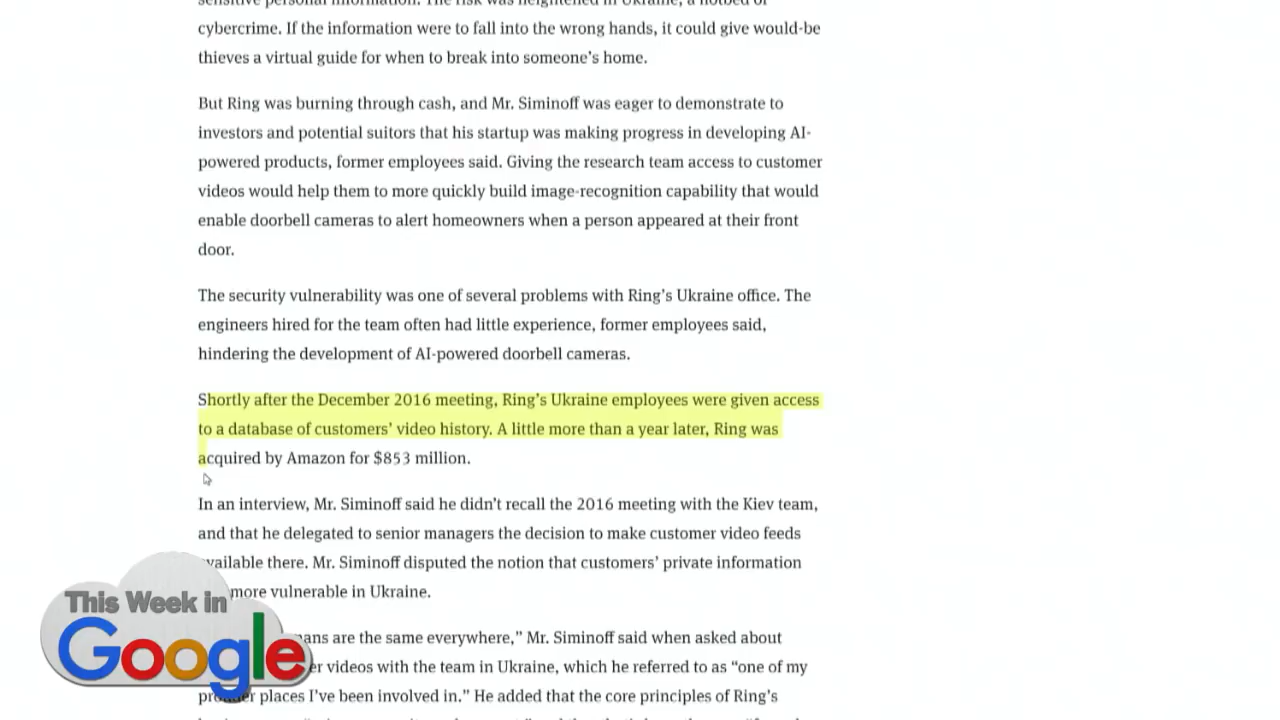 sensitive personal information. The risk was heightened in Ukraine, a hotbed of
cybercrime. If the information were to fall into the wrong hands, it could give would-be
thieves a virtual guide for when to break into someone’s home.
But Ring was burning through cash, and Mr. Siminoff was eager to demonstrate to
investors and potential suitors that his startup was making progress in developing AI-
powered products, former employees said. Giving the research team access to customer
videos would help them to more quickly build image-recognition capability that would
enable doorbell cameras to alert homeowners when a person appeared at their front
door.
The security vulnerability was one of several problems with Ring’s Ukraine office. The
engineers hired for the team often had little experience, former employees said,
hindering the development of AI-powered doorbell cameras.
Shortly after the December 2016 meeting, Ring’s Ukraine employees were given access
to a database of customers’ video history. A little more than a year later, Ring was
acquired by Amazon for $853 million.
In an interview, Mr. Siminoff said he didn’t recall the 2016 meeting with the Kiev team,
and that he delegated to senior managers the decision to make customer video feeds
available there. Mr. Siminoff disputed the notion that customers’ private information
more vulnerable in Ukraine.
are the same everywhere,” Mr. Siminoff said when asked about
videos with the team in Ukraine, which he referred to as “one of my
places I’ve been involved in.” He added that the core principles of Ring’s
This Week in
Google